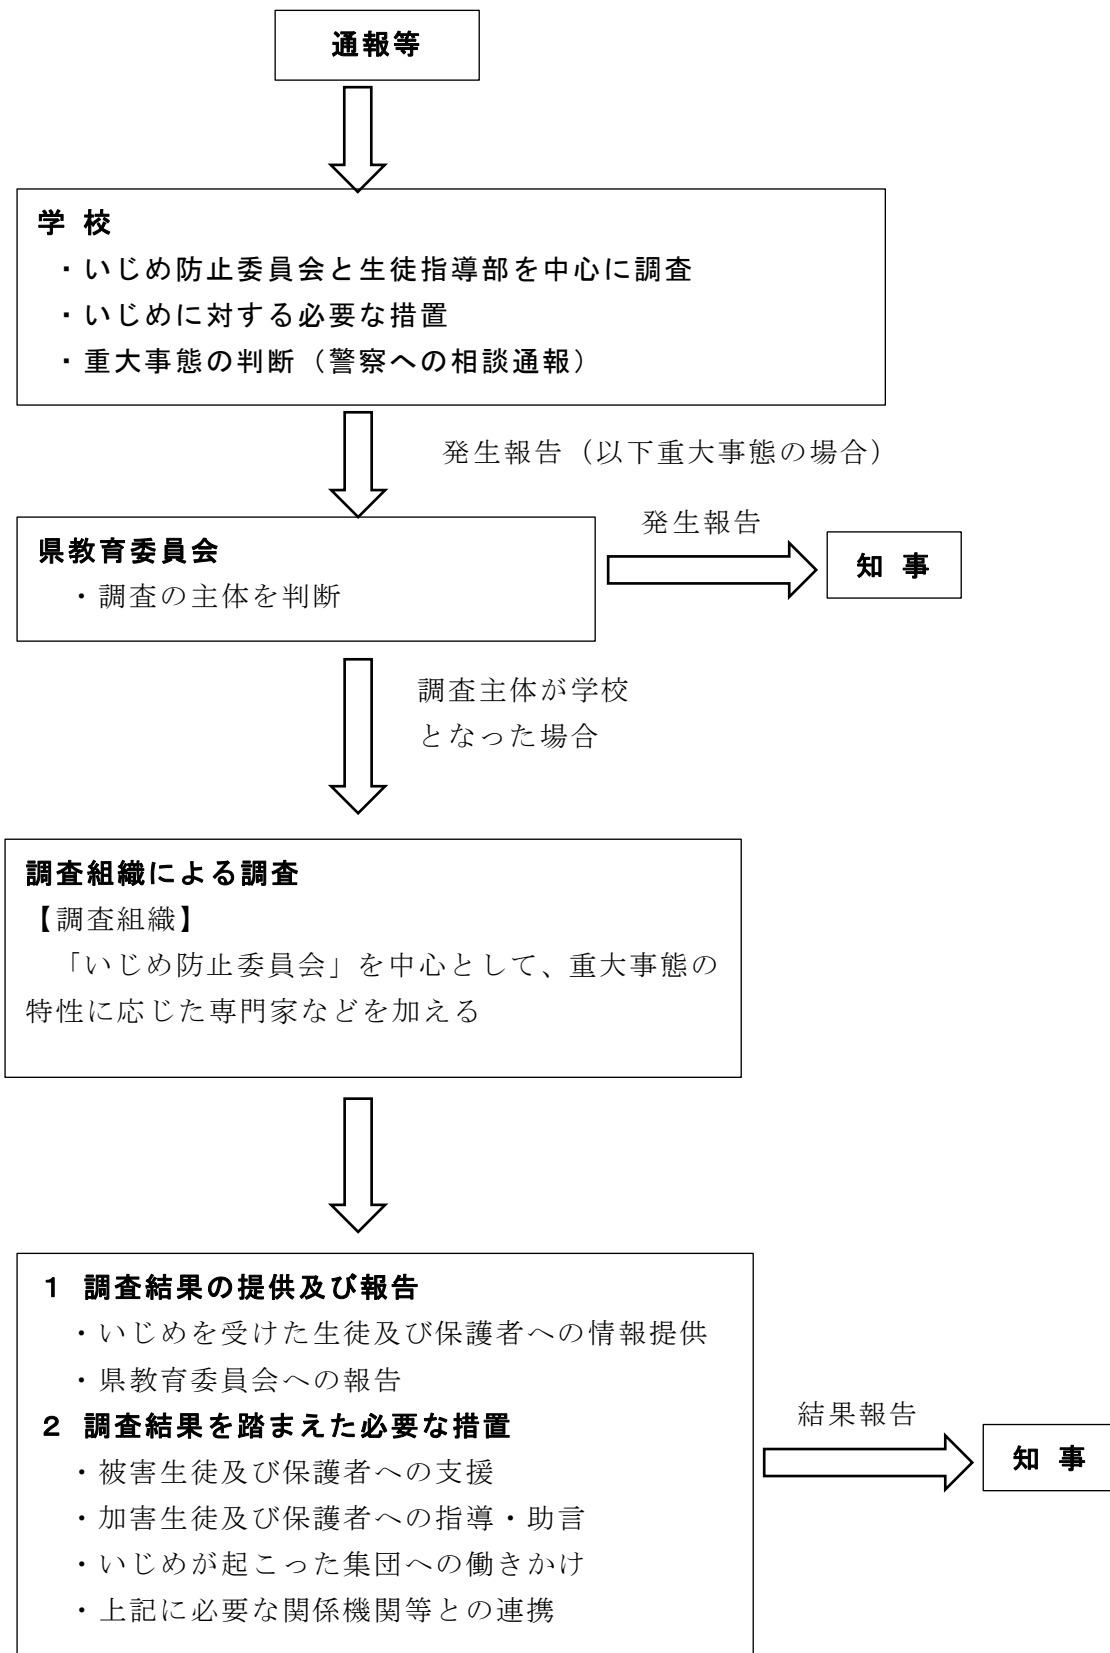 通報等
学 校
・いじめ防止委員会と生徒指導部を中心に調査
・いじめに対する必要な措置
・重大事態の判断（警察への相談通報）
発生報告（以下重大事態の場合）
発生報告
県教育委員会
・調査の主体を判断
知 事
調査主体が学校
となった場合
調査組織による調査
【調査組織】
「いじめ防止委員会」を中心として、重大事態の
特性に応じた専門家などを加える
１ 調査結果の提供及び報告
・いじめを受けた生徒及び保護者への情報提供
・県教育委員会への報告
２ 調査結果を踏まえた必要な措置
・被害生徒及び保護者への支援
・加害生徒及び保護者への指導・助言
・いじめが起こった集団への働きかけ
・上記に必要な関係機関等との連携
結果報告
知 事